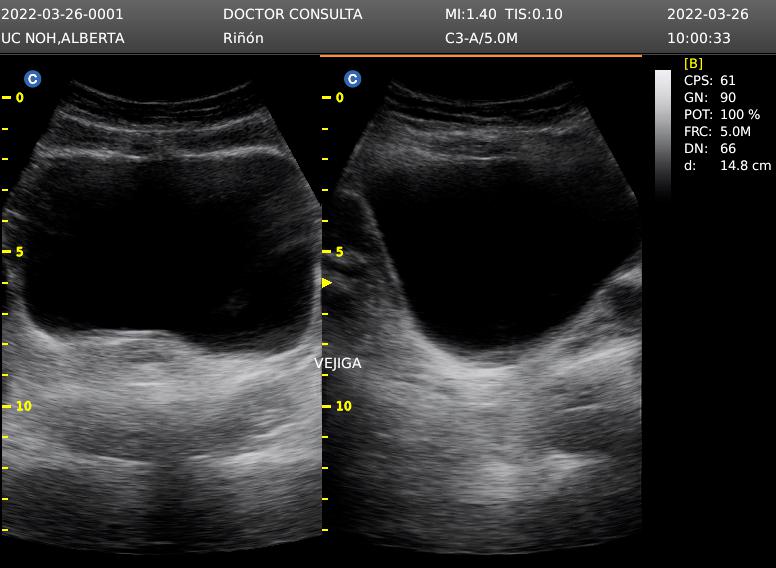 2022-03-26-0001 DOCTOR CONSULTA MI:1.40 TIS:0.10 2022-03-26
UC NOH,ALBERTA Riñón C3-A/5.0M 10:00:33
C
C
0
0
5
5
10
10
VEJIGA
[B]
CPS: 61
GN: 90
POT: 100 %
FRC: 5.0M
DN: 66
d: 14.8 cm